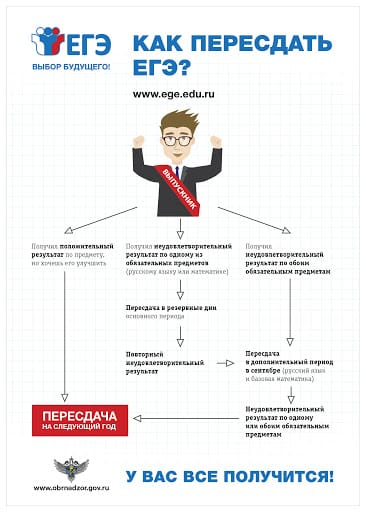 ЕГЭ
ВЫБОР БУДУЩЕГО!
КАК ПЕРЕСДАТЬ
ЕГЭ?
www.ege.edu.ru
ВЫПУСКНИК
Получил положительный
результат по предмету,
но хочешь его улучшить
Получил неудовлетворительный
результат по одному из
обязательных предметов
(русскому языку или математике)
Получил
неудовлетворительный
результат по обоим
обязательным предметам
Пересдача в резервные дни
основного периода
Повторный
неудовлетворительный
результат
Пересдача
в дополнительный период
в сентябре (русский язык
и базовая математика)
ПЕРЕСДАЧА
НА СЛЕДУЮЩИЙ ГОД
Неудовлетворительный
результат по одному
или обоим обязательным
предметам
www.obrnadzor.gov.ru
У ВАС ВСЕ ПОЛУЧИТСЯ!